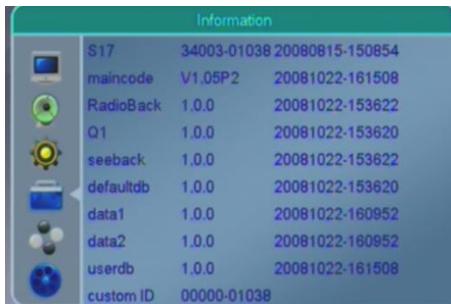 Information
S17 34003-01038 20080815-150854
maincode V1.05P2 20081022-161508
RadioBack 1.0.0 20081022-153622
Q1 1.0.0 20081022-153620
seeback 1.0.0 20081022-153622
defaultdb 1.0.0 20081022-153620
data1 1.0.0 20081022-160952
data2 1.0.0 20081022-160952
userdb 1.0.0 20081022-161508
custom ID 00000-01038